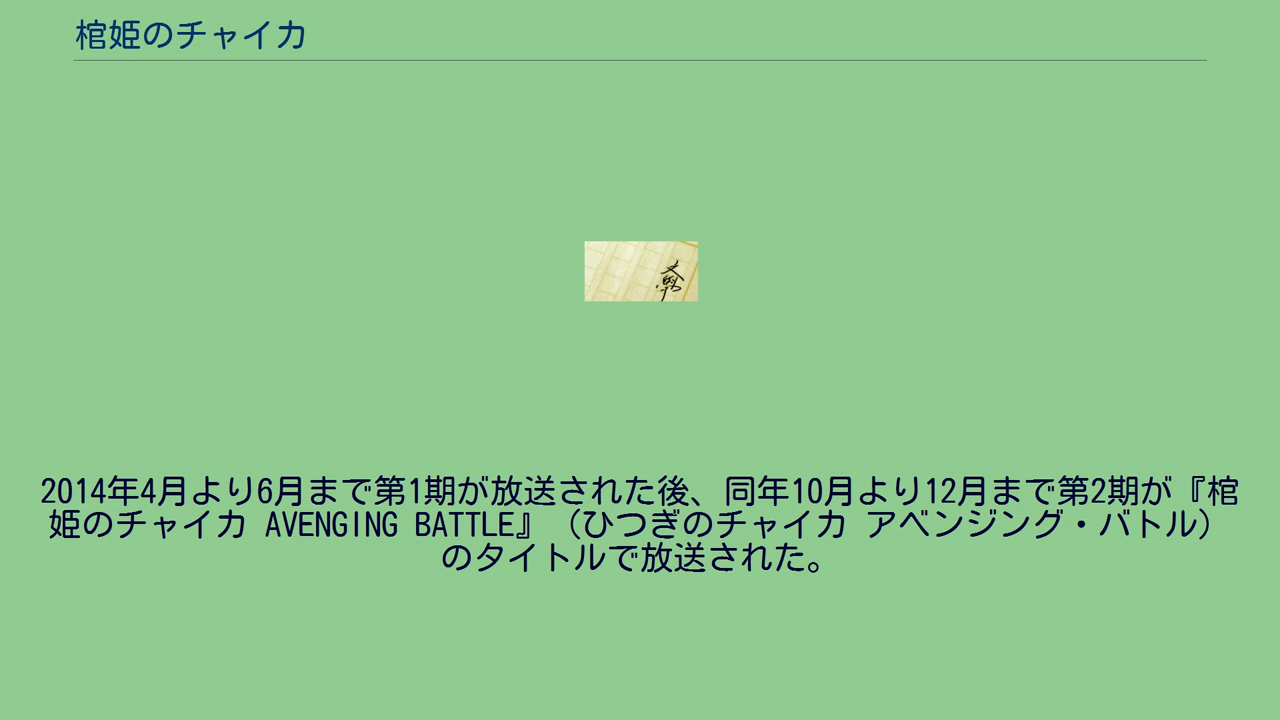 棺姫のチャイカ
2014年4月より6月まで第1期が放送された後、同年10月より12月まで第2期が『棺
姫のチャイカ AVENGING BATTLE』（ひつぎのチャイカ アベンジング・バトル）
のタイトルで放送された。